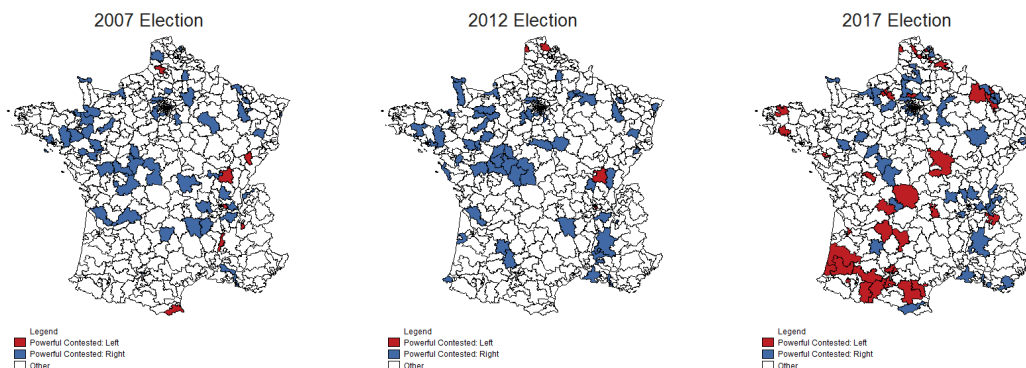 2007 Election
2012 Election
2017 Election
Legend
Powerful Contested: Left
Powerful Contested: Right
Other
Legend
Powerful Contested: Left
Powerful Contested: Right
Other
Legend
Powerful Contested: Left
Powerful Contested: Right
Other